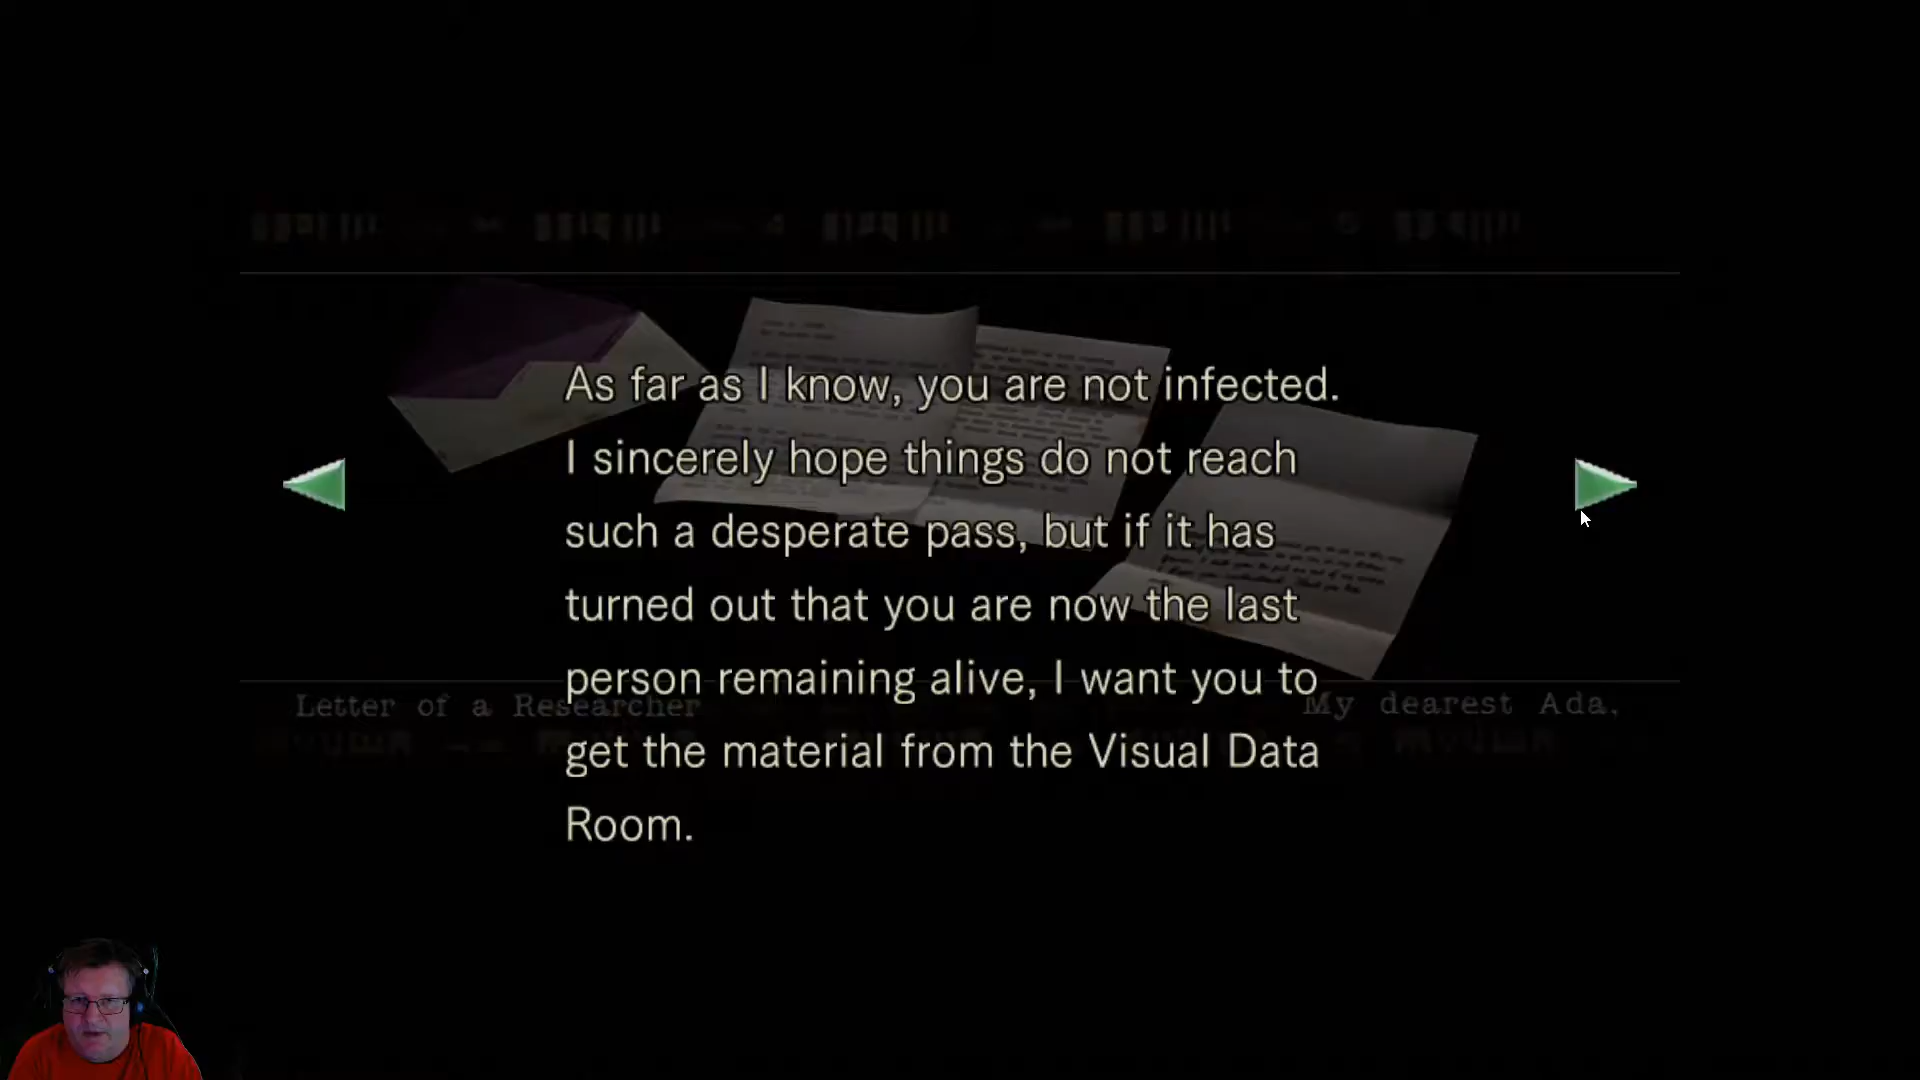 As far as I know, you are not infected.
I sincerely hope things do not reach
such a desperate pass, but if it has
turned out that you are now the last
person remaining alive, I want you to
get the material from the Visual Data
Room.
Letter of a Researcher
My dearest Ada,